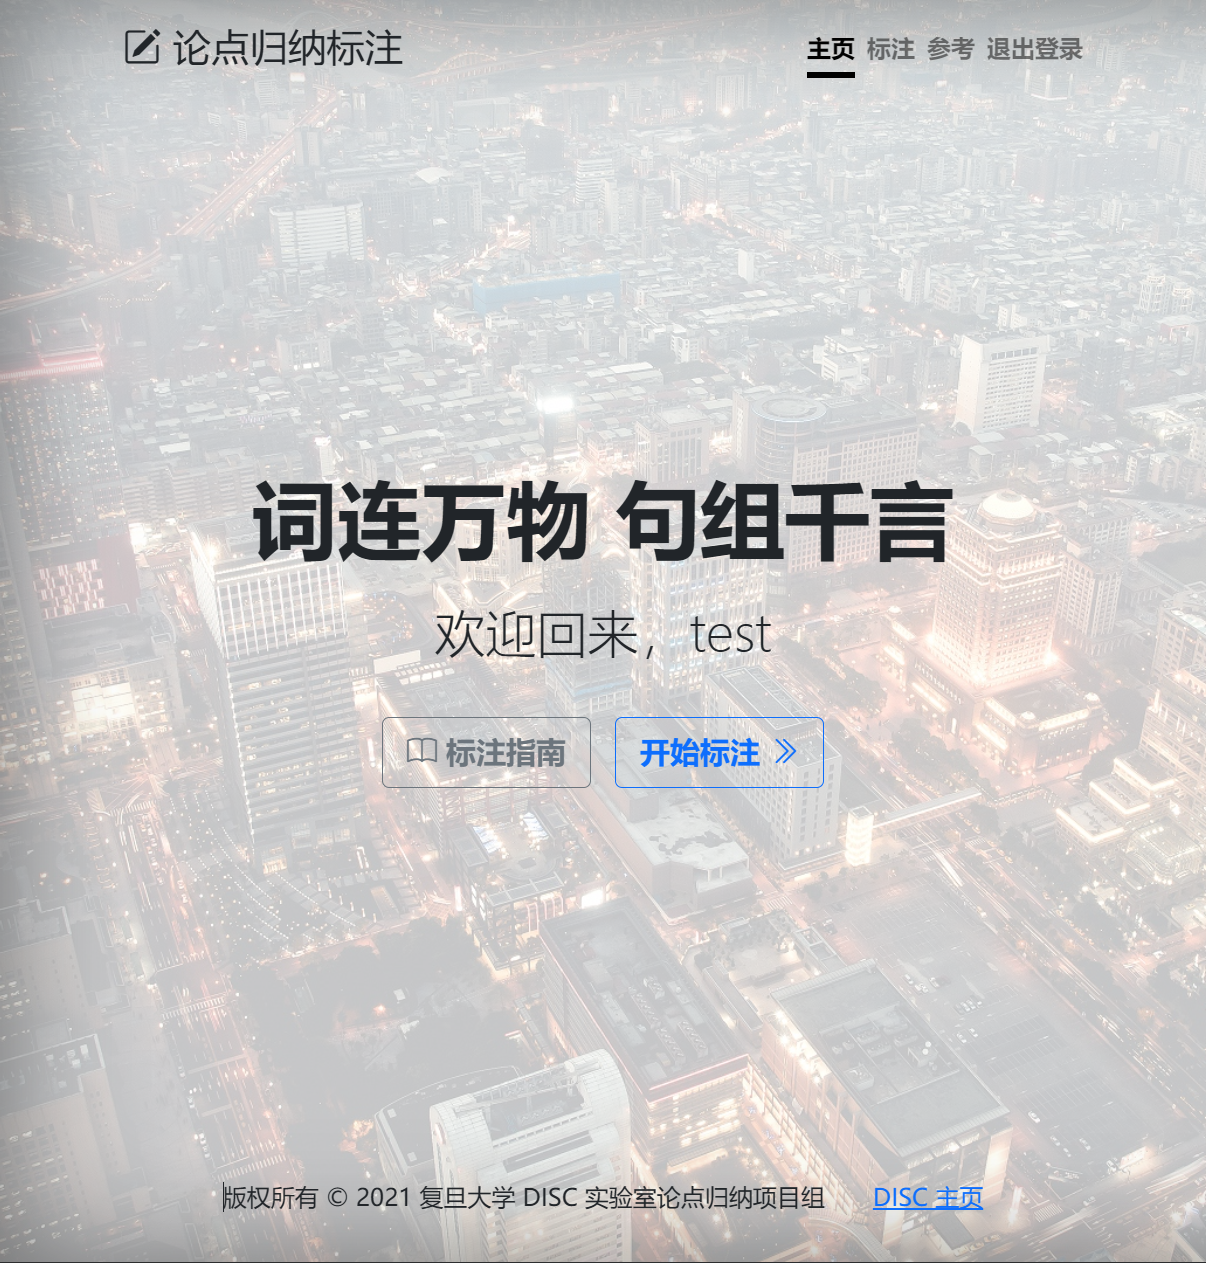 论点归纳标注
主页 标注 参考 退出登录
词连万物 句组千言
欢迎回来，test
标注指南 开始标注
版权所有 © 2021 复旦大学 DISC 实验室论点归纳项目组 DISC 主页